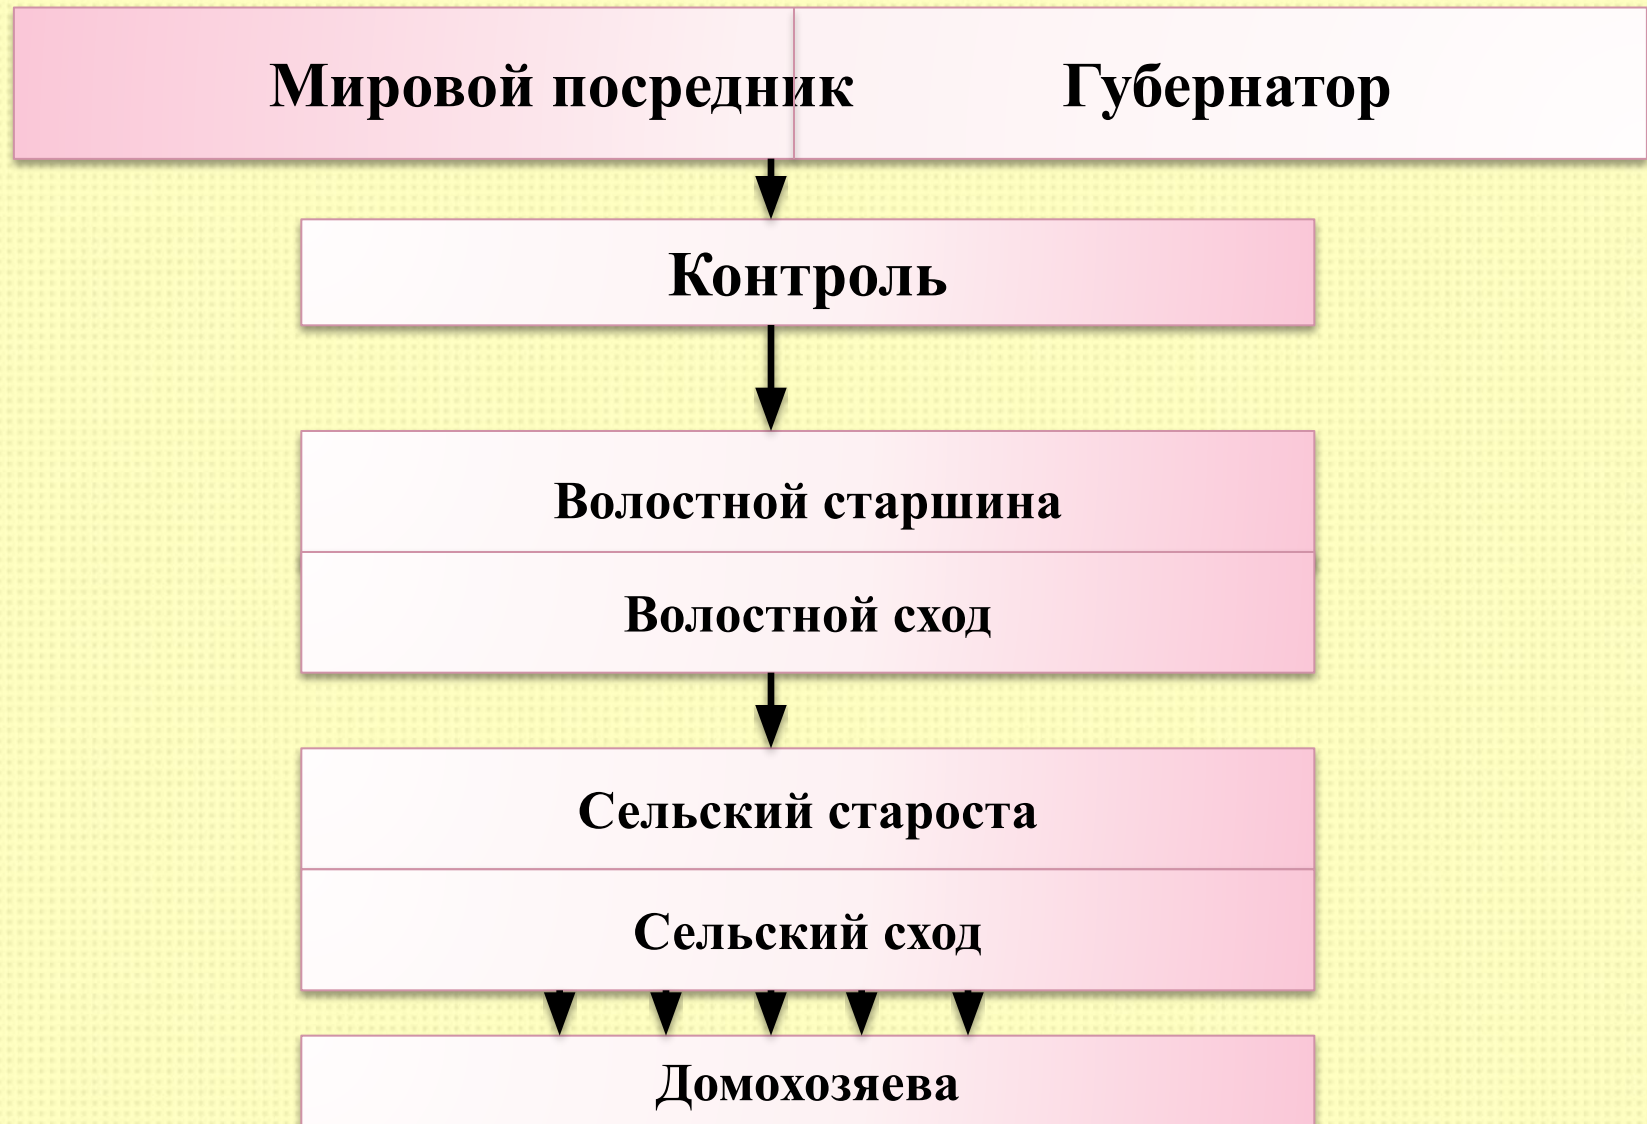 Мировой посредник Губернатор
Контроль
Волостной старшина
Волостной сход
Сельский староста
Сельский сход
Домохозяева